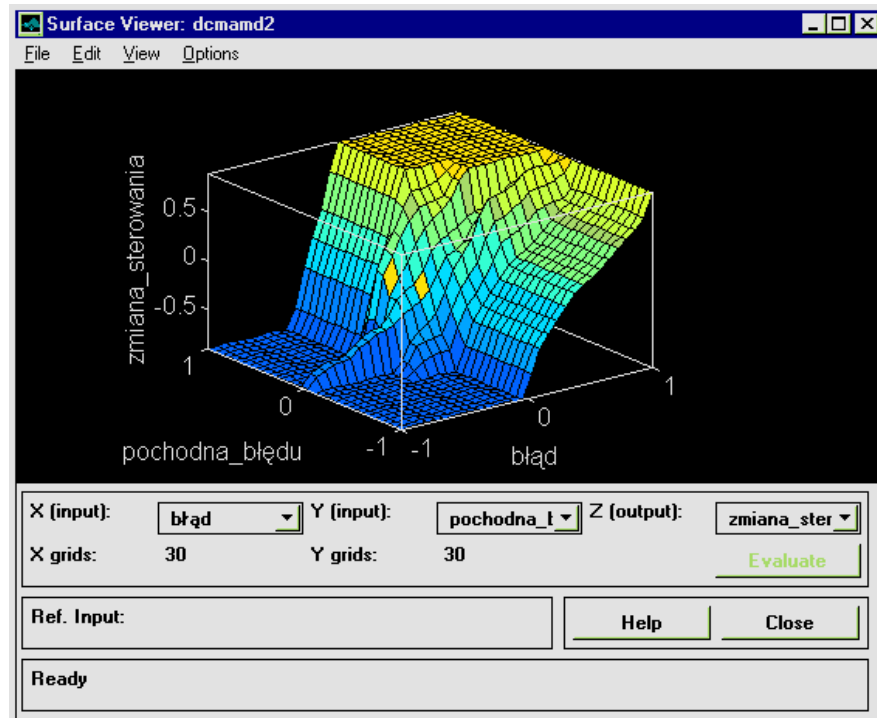 Surface Viewer: dcmamd2
File Edit View Options
zmiana_sterowania
0.5
0
-0.5
1
0
-1
-1
0
1
pochodna_błędu
błąd
X (input): błąd Y (input): pochodna_b Z (output): zmiana_ster
X grids: 30 Y grids: 30 Evaluate
Ref. Input: Help Close
Ready